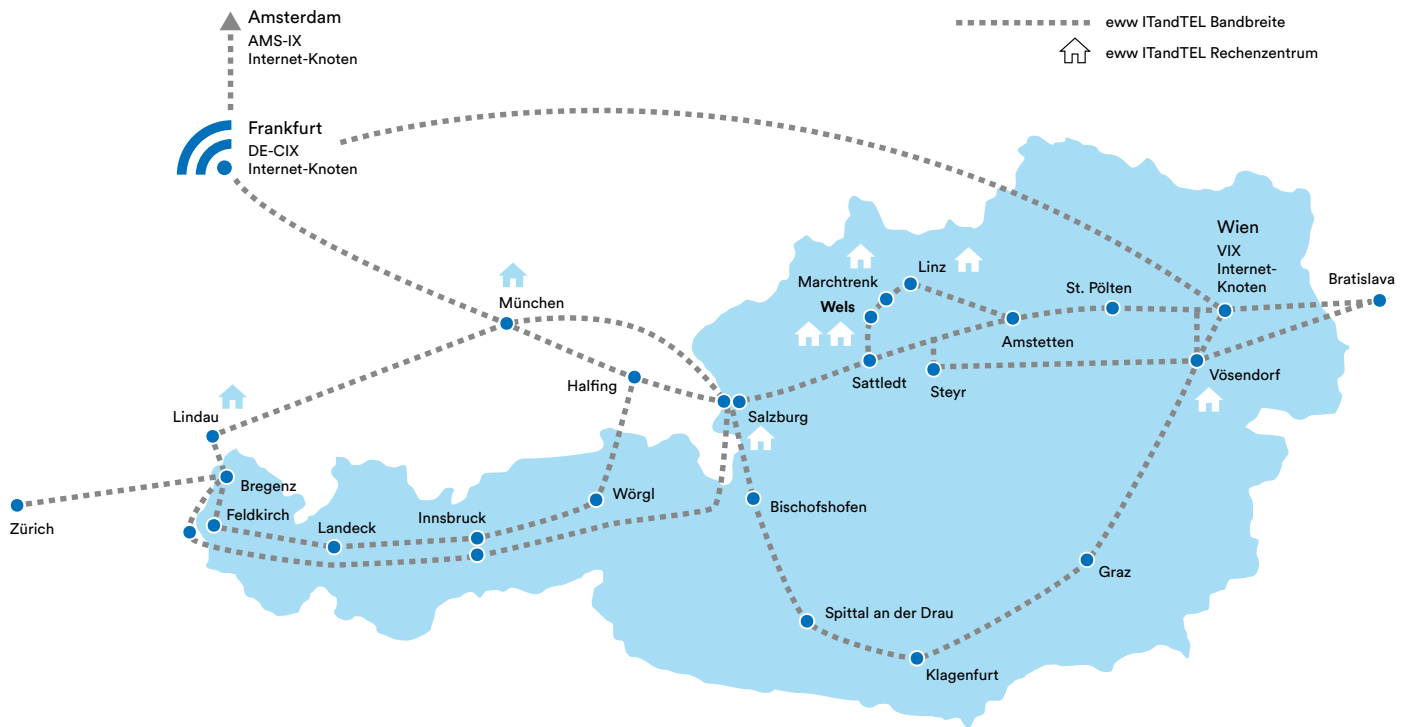 Amsterdam
AMS-IX
Internet-Knoten
eww ITandTEL Bandbreite
eww ITandTEL Rechenzentrum
Frankfurt
DE-CIX
Internet-Knoten
Wien
VIX
Internet-
Knoten
Bratislava
Linz
Marchtrenk
Wels
St. Pölten
München
Amstetten
Halfing
Sattledt
Steyr
Vösendorf
Lindau
Salzburg
Bregenz
Zürich
Feldkirch
Landeck
Innsbruck
Wörgl
Bischofshofen
Graz
Spittal an der Drau
Klagenfurt